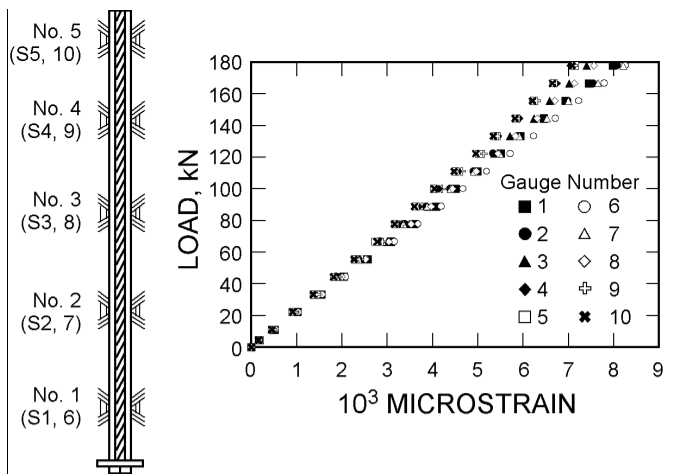 No. 5
(S5, 10)
No. 4
(S4, 9)
No. 3
(S3, 8)
No. 2
(S2, 7)
No. 1
(S1, 6)
LOAD, kN
180
160
140
120
100
80
60
40
20
0
0 1 2 3 4 5 6 7 8 9
10³ MICROSTRAIN
Gauge Number
1 6
2 7
3 8
4 9
5 10